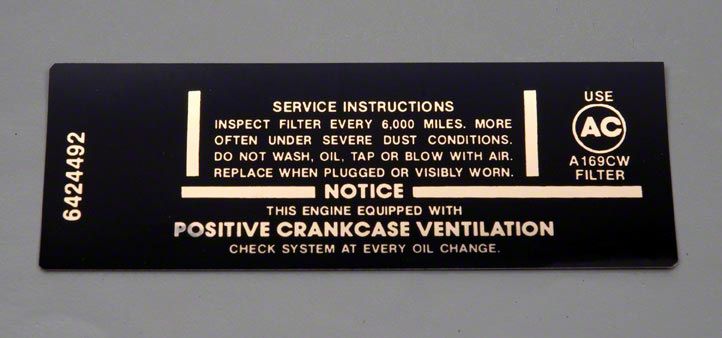 6424492
SERVICE INSTRUCTIONS
INSPECT FILTER EVERY 6,000 MILES. MORE
OFTEN UNDER SEVERE DUST CONDITIONS.
DO NOT WASH, OIL, TAP OR BLOW WITH AIR.
REPLACE WHEN PLUGGED OR VISIBLY WORN.
USE
AC
A169CW
FILTER
NOTICE
THIS ENGINE EQUIPPED WITH
POSITIVE CRANKCASE VENTILATION
CHECK SYSTEM AT EVERY OIL CHANGE.